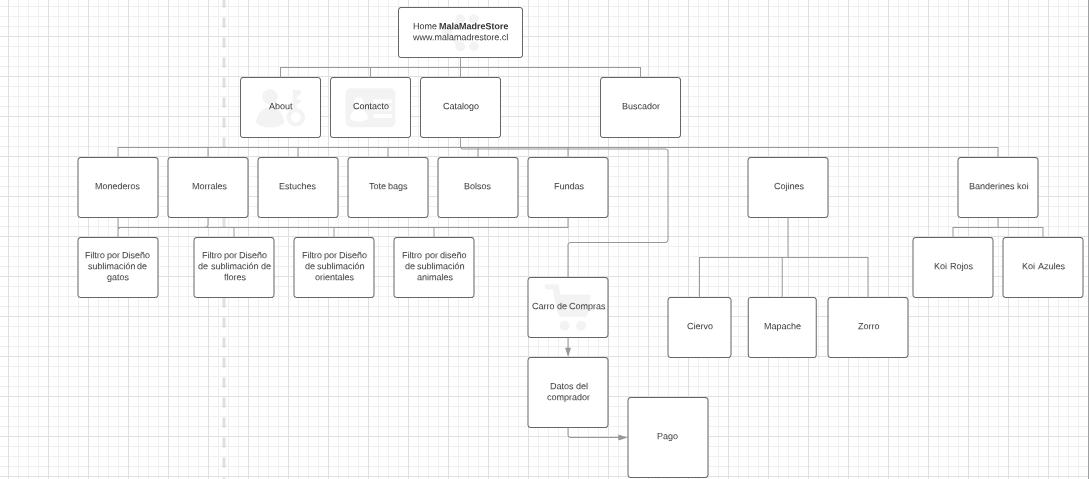 Home MalaMadreStore
www.malamadrestore.cl
About
Contacto
Catalogo
Buscador
Monederos
Morrales
Estuches
Tote bags
Bolsos
Fundas
Cojines
Banderines koi
Filtro por Diseño
sublimación de
gatos
Filtro por Diseño
de sublimación de
flores
Filtro por Diseño
de sublimación
orientales
Filtro por diseño
de sublimación
animales
Koi Rojos
Koi Azules
Carro de Compras
Ciervo
Mapache
Zorro
Datos del
comprador
Pago